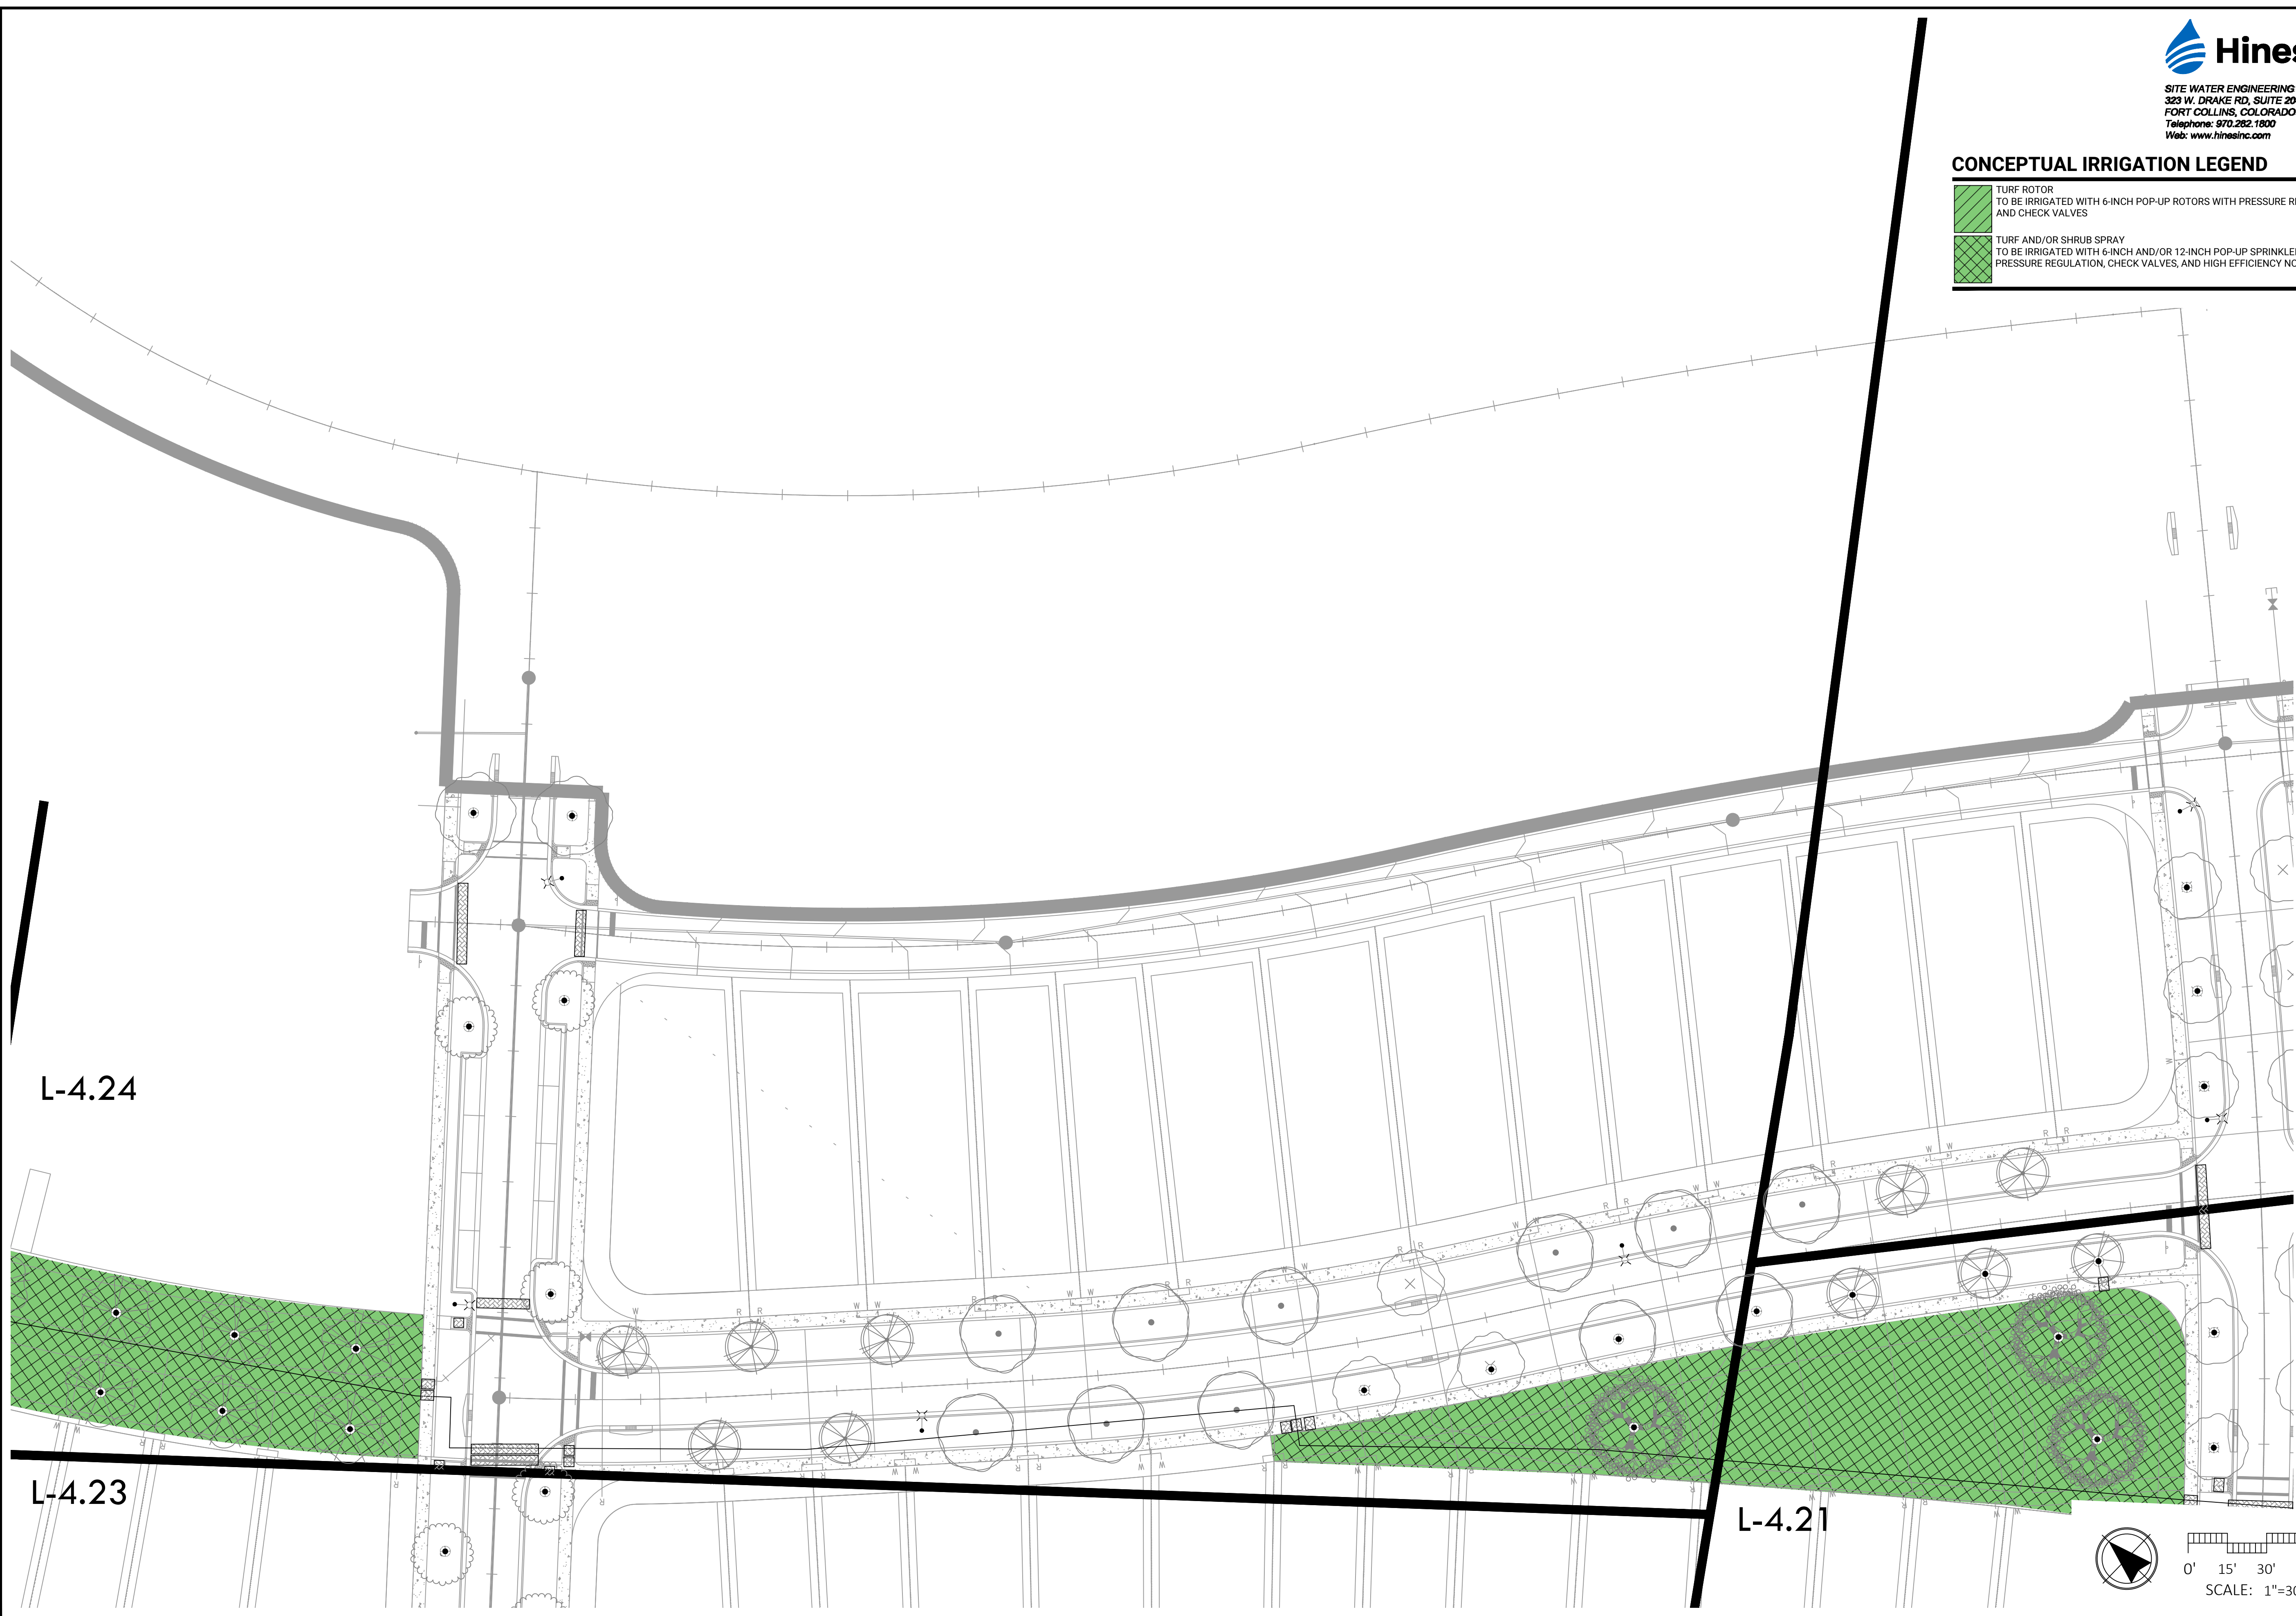 Hines
SITE WATER ENGINEERING
323 W. DRAKE RD, SUITE 20
FORT COLLINS, COLORADO
Telephone: 970.282.1800
Web: www.hinesinc.com
CONCEPTUAL IRRIGATION LEGEND
TURF ROTOR
TO BE IRRIGATED WITH 6-INCH POP-UP ROTORS WITH PRESSURE
AND CHECK VALVES
TURF AND/OR SHRUB SPRAY
TO BE IRRIGATED WITH 6-INCH AND/OR 12-INCH POP-UP
PRESSURE REGULATION, CHECK VALVES, AND HIGH EFFICIENCY
L-4.24
L-4.23
L-4.21
0' 15' 30'
SCALE: 1"=30